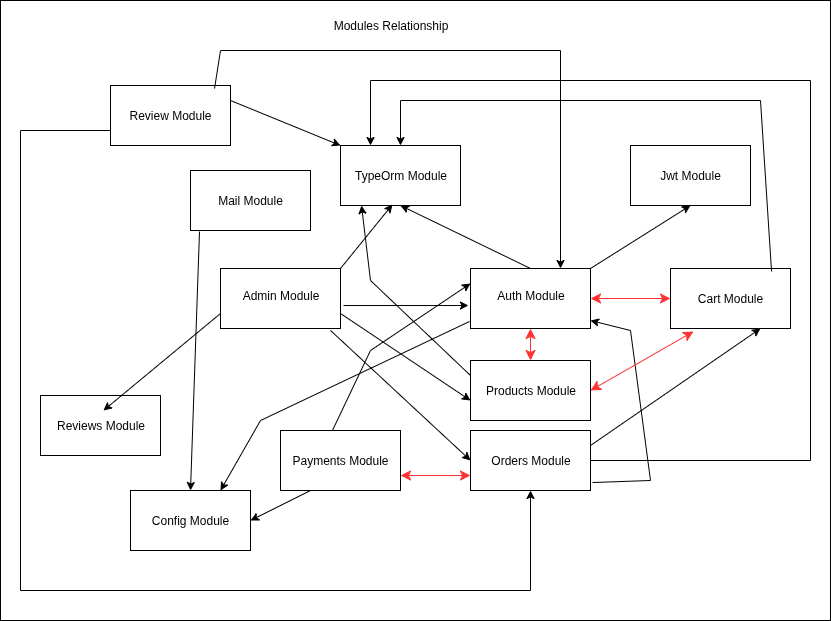 Modules Relationship
Review Module
TypeOrm Module
Jwt Module
Mail Module
Admin Module
Auth Module
Cart Module
Products Module
Reviews Module
Payments Module
Orders Module
Config Module